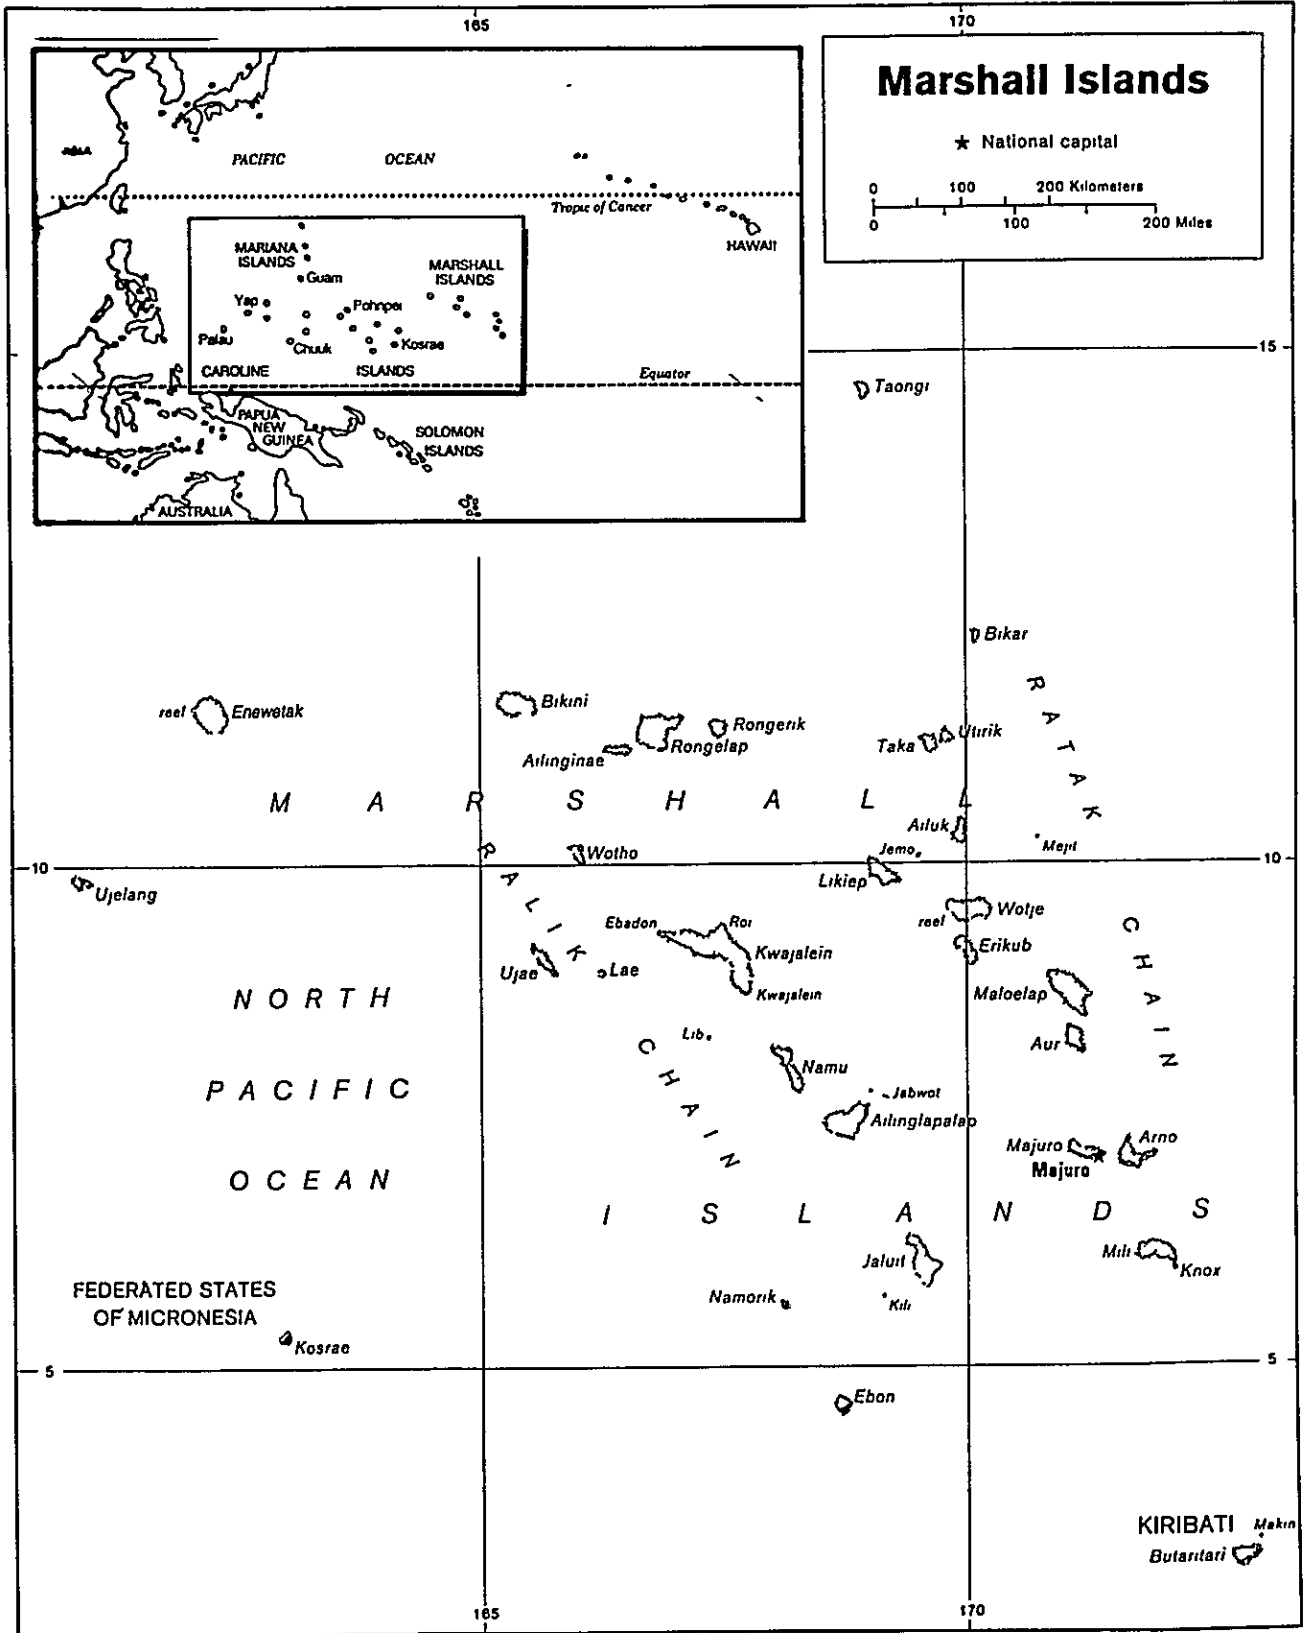 165
170
Marshall Islands
★ National capital
0 100 200 Kilometers
0 100 200 Miles
ASIA
PACIFIC OCEAN
Tropic of Cancer
HAWAII
MARIANA
ISLANDS
Guam
MARSHALL
ISLANDS
Yap
Pohnpei
Palau
Chuuk
Kosrae
CAROLINE ISLANDS
Equator
PAPUA
NEW
GUINEA
SOLOMON
ISLANDS
AUSTRALIA
15
Taongi
Bikar
reef
Enewetak
Bikini
Rongerik
Rongelap
Ailinginae
Taka
Utirik
RATAK
MARSHALL
Ailuk
Jemo
Mejit
10
Wotho
10
Likiep
Ujelang
RALIK
reef
Wotje
Ebadon
Roi
Kwajalein
Erikub
CHAIN
Ujae
Lae
Kwajalein
Maloelap
NORTH
Lib
Aur
CHAIN
Namu
PACIFIC
Jabwot
Ailinglapalap
Majuro
Arno
Majuro
OCEAN
ISLANDS
Jaluit
Mili
Knox
FEDERATED STATES
OF MICRONESIA
Namorik
Kili
Kosrae
5
5
Ebon
KIRIBATI
Makin
Butaritari
165
170